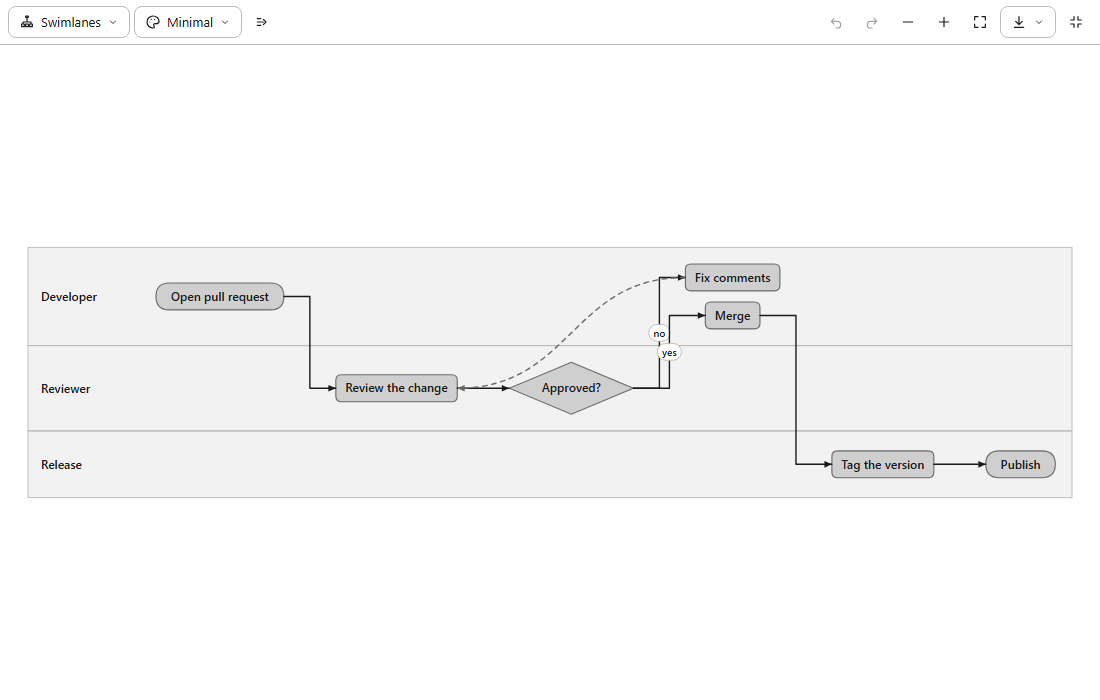 Swimlanes
Minimal
Fix comments
Developer
Open pull request
Merge
no
yes
Reviewer
Review the change
Approved?
Release
Tag the version
Publish